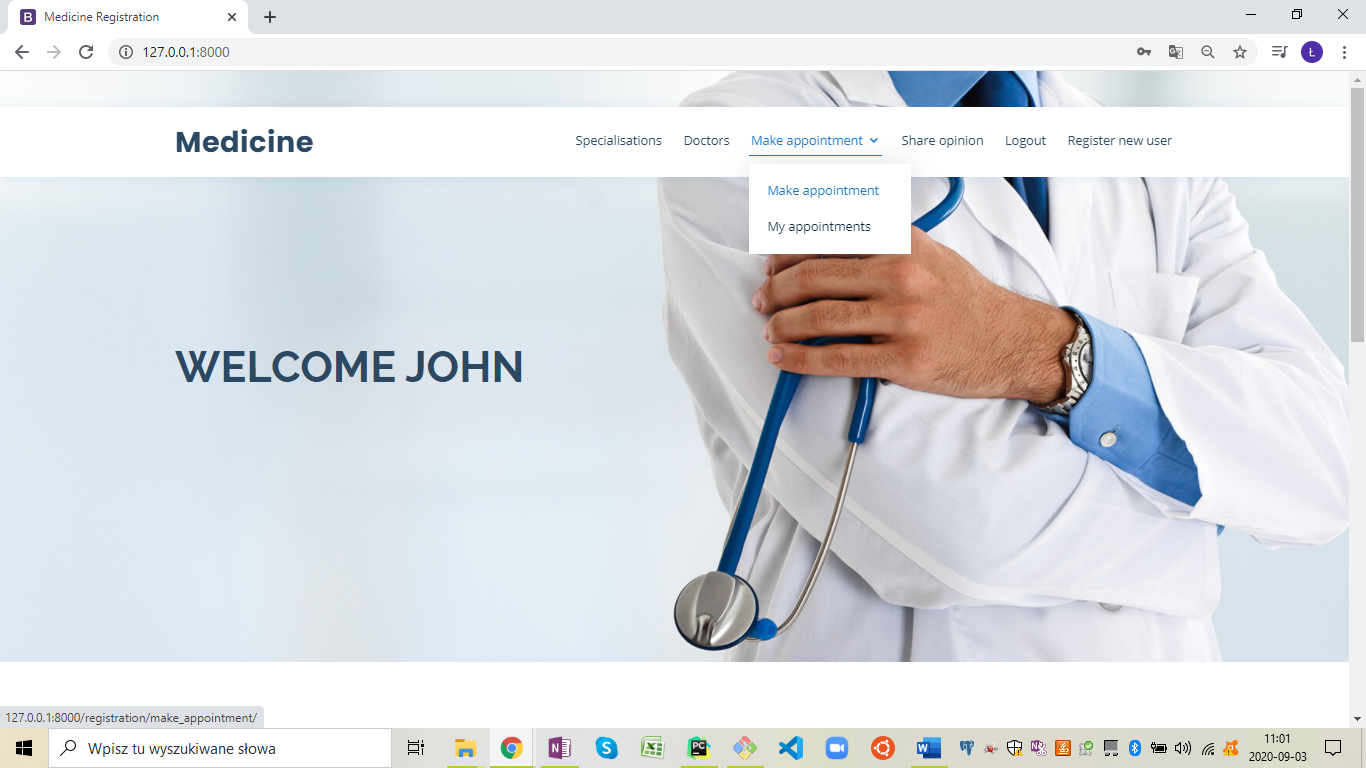 Medicine Registration
127.0.0.1:8000
Ł
Medicine
Specialisations
Doctors
Make appointment
Share opinion
Logout
Register new user
Make appointment
My appointments
WELCOME JOHN
127.0.0.1:8000/registration/make_appointment/
Wpisz tu wyszukiwane słowa
11:01
2020-09-03